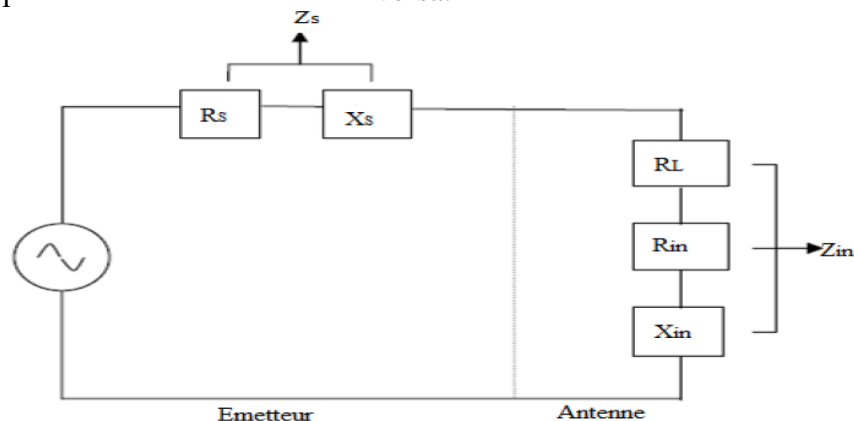 Zs
Rs
Xs
RL
Rin
Zin
Xin
Emetteur
Antenne